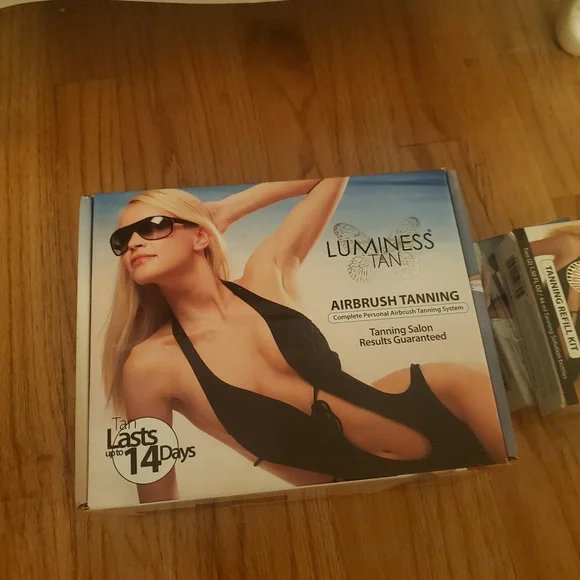 LUMINESS®
TAN
AIRBRUSH TANNING
Complete Personal Airbrush Tanning System
Tanning Salon
Results Guaranteed
Tan
Lasts
up to 14 Days
TANNING REFILL KIT